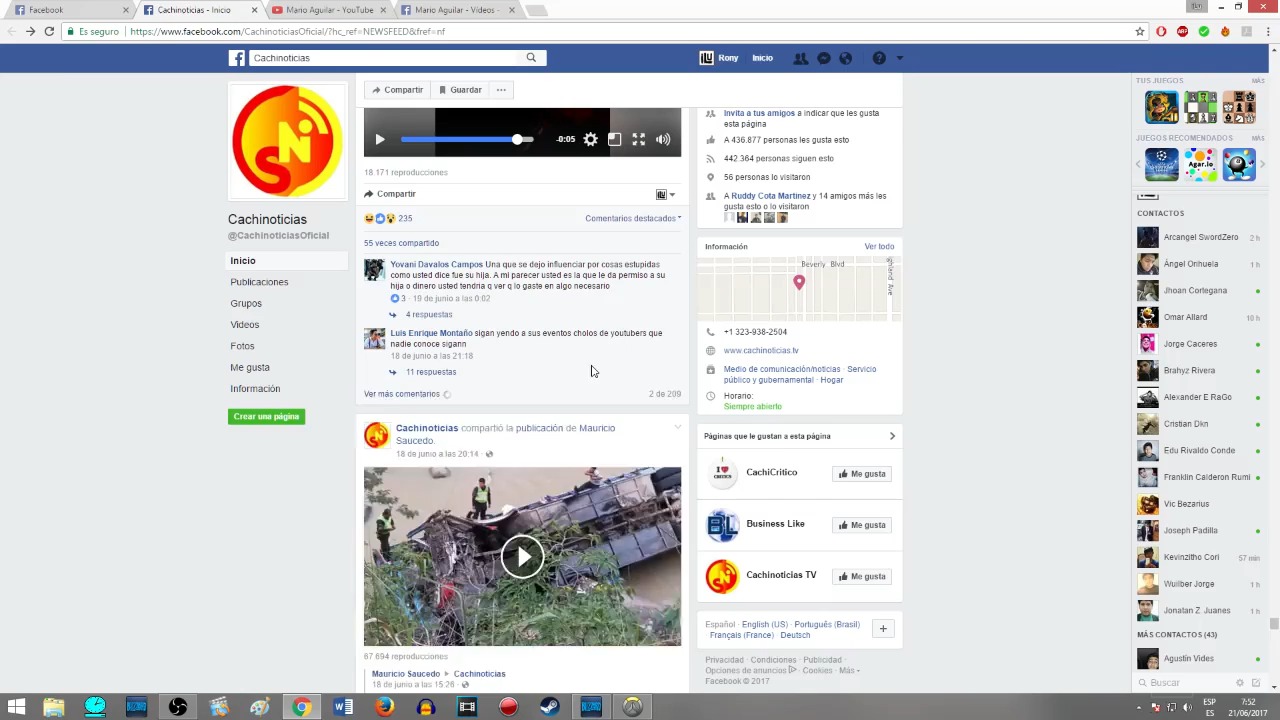 Facebook
Cachinoticias - Inicio
Mario Aguilar - YouTube
Mario Aguilar - Videos -
Es seguro
https://www.facebook.com/CachinoticiasOficial/?hc_ref=NEWSFEED&fref=nf
Cachinoticias
Rony
Inicio
Compartir
Guardar
-0:05
18 171 reproducciones
Compartir
235
Comentarios destacados
55 veces compartido
Yovani Davalos Campos Una que se dejo influenciar por cosas estupidas
como usted dice fue su hija. A mi parecer usted es la que le da permiso a su
hija o dinero usted tendria q ver q lo gaste en algo necesario
3 · 19 de junio a las 0:02
4 respuestas
Luis Enrique Montaño sigan yendo a sus eventos cholos de youtubers que
nadie conoce sigann
18 de junio a las 21:18
11 respuestas
Ver más comentarios
2 de 209
Cachinoticias compartió la publicación de Mauricio
Saucedo.
18 de junio a las 20:14 ·
67 694 reproducciones
Mauricio Saucedo ▸ Cachinoticias
18 de junio a las 15:26 ·
SN
Cachinoticias
@CachinoticiasOficial
Inicio
Publicaciones
Grupos
Videos
Fotos
Me gusta
Información
Crear una página
Invita a tus amigos a indicar que les gusta
esta página
A 436.877 personas les gusta esto
442.364 personas siguen esto
56 personas lo visitaron
A Ruddy Cota Martinez y 14 amigos más les
gusta esto o lo visitaron
Información
Ver todo
Beverly Blvd
+1 323-938-2504
www.cachinoticias.tv
Medio de comunicación/noticias · Servicio
público y gubernamental · Hogar
Horario:
Siempre abierto
Páginas que le gustan a esta página
CachiCritico
Me gusta
Business Like
Me gusta
Cachinoticias TV
Me gusta
Español · English (US) · Português (Brasil) ·
Français (France) · Deutsch
Privacidad · Condiciones · Publicidad ·
Opciones de anuncios · Cookies · Más
Facebook © 2017
TUS JUEGOS
MÁS
JUEGOS RECOMENDADOS
MÁS
Agar.io
CONTACTOS
Arcangel SwordZero
2 h
Ángel Orihuela
1 h
Jhoan Cortegana
Omar Allard
10 h
Jorge Caceres
Brahyz Rivera
Alexander E RaGo
Cristian Dkn
Edu Rivaldo Conde
Franklin Calderon Rumi
Vic Bezarius
Joseph Padilla
Kevinzitho Cori
57 min
Wuilber Jorge
1 h
Jonatan Z. Juanes
1 h
MÁS CONTACTOS (43)
Agustín Vides
Buscar
ESP
ES
7:52
21/06/2017